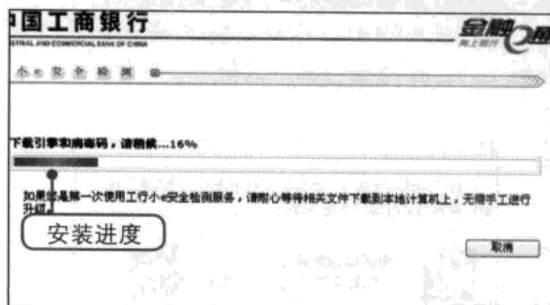 中国工商银行
金融e通
INDUSTRIAL AND COMMERCIAL BANK OF CHINA
网上银行
小e安全检测
下载引擎和病毒码，请稍候...16%
如果您是第一次使用工行小e安全检测服务，请耐心等待相关文件下载到本地计算机上，无需手工进行
升级。
安装进度
取消